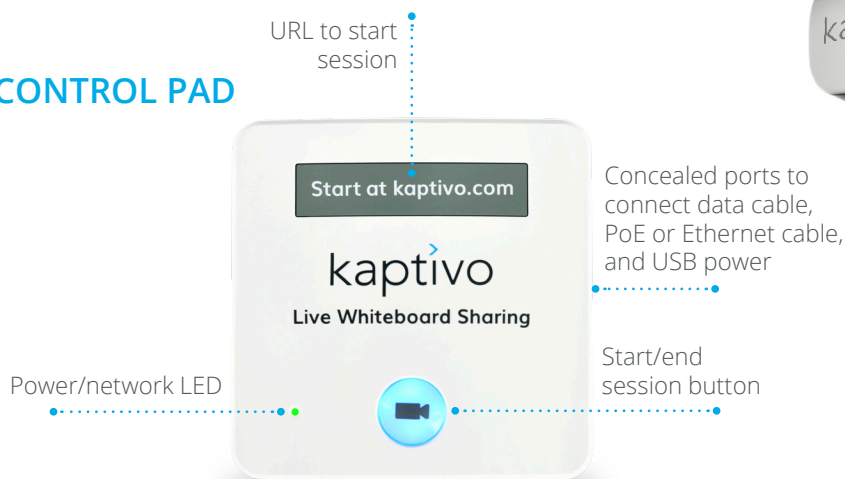 URL to start
session
CONTROL PAD
Start at kaptivo.com
kaptivo
Live Whiteboard Sharing
Concealed ports to
connect data cable,
PoE or Ethernet cable,
and USB power
Start/end
session button
Power/network LED